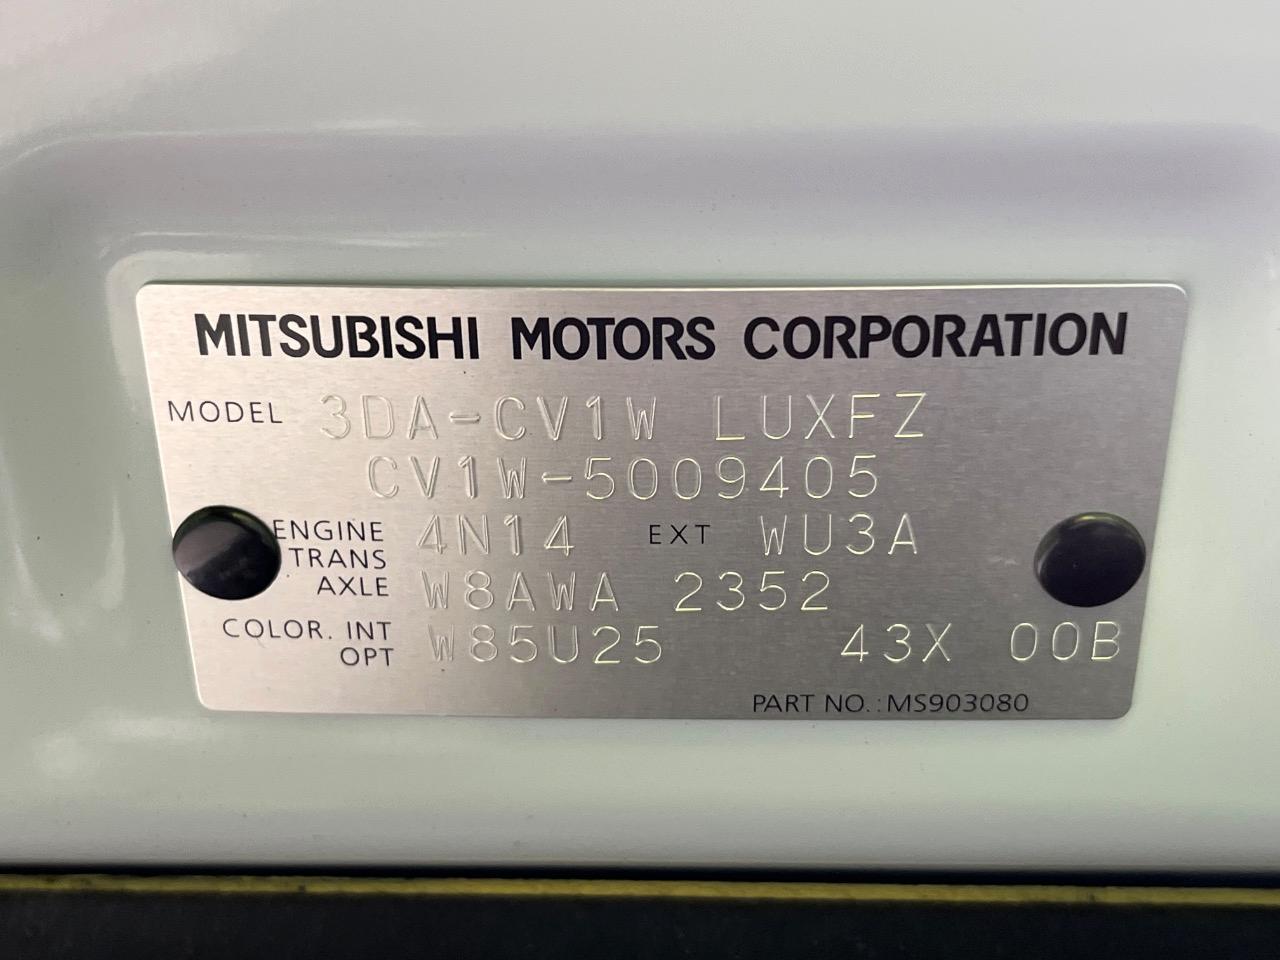 MITSUBISHI MOTORS CORPORATION
MODEL 3DA-CV1W LUXFZ
CV1W-5009405
ENGINE 4N14 EXT WU3A
TRANS
AXLE W8AWA 2352
COLOR. INT W85U25 43X 00B
OPT
PART NO. : MS903080